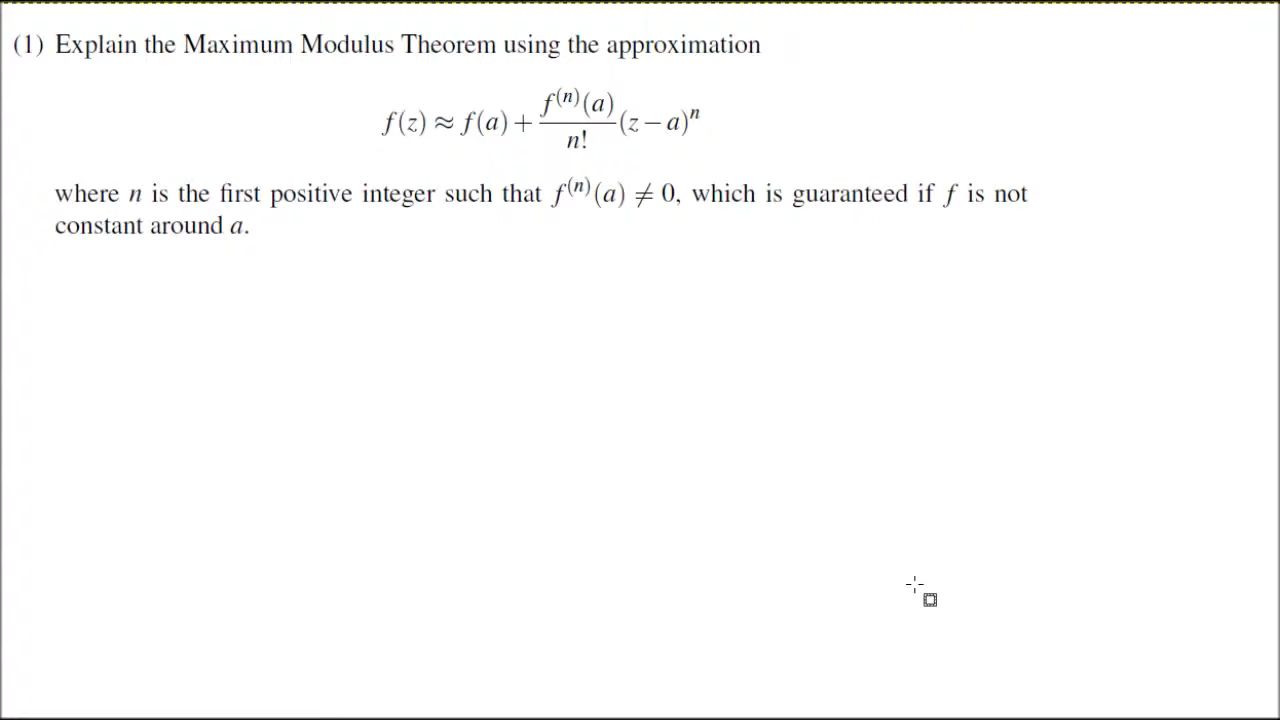 (1) Explain the Maximum Modulus Theorem using the approximation
f(z) ≈ f(a) + \frac{f^{(n)}(a)}{n!}(z − a)^n
where n is the first positive integer such that f^{(n)}(a) ≠ 0, which is guaranteed if f is not
constant around a.